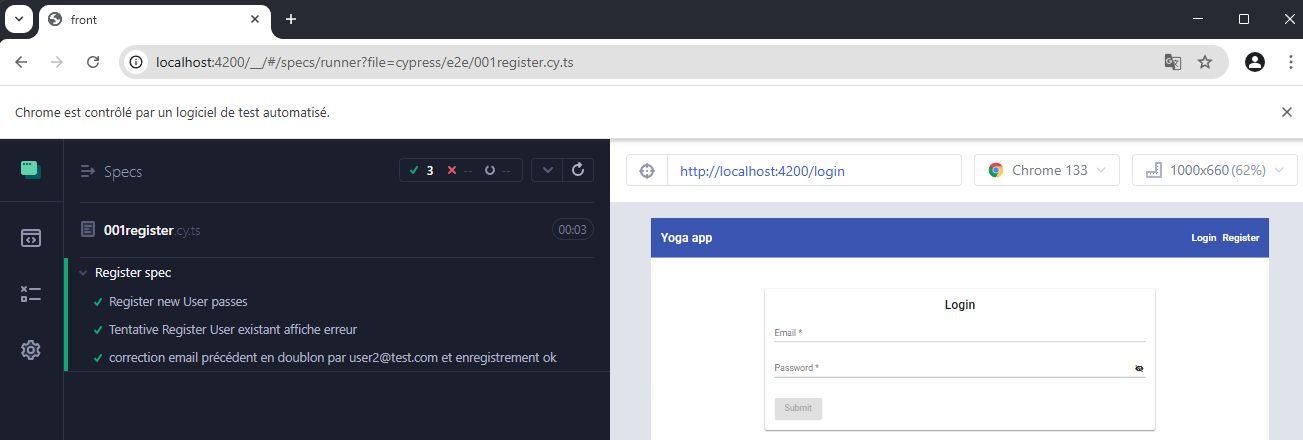 front
localhost:4200/__/#/specs/runner?file=cypress/e2e/001register.cy.ts
Chrome est contrôlé par un logiciel de test automatisé.
Specs
3 -- --
001register.cy.ts
00:03
Register spec
Register new User passes
Tentative Register User existant affiche erreur
correction email précédent en doublon par user2@test.com et enregistrement ok
http://localhost:4200/login
Chrome 133
1000x660 (62%)
Yoga app
Login Register
Login
Email *
Password *
Submit